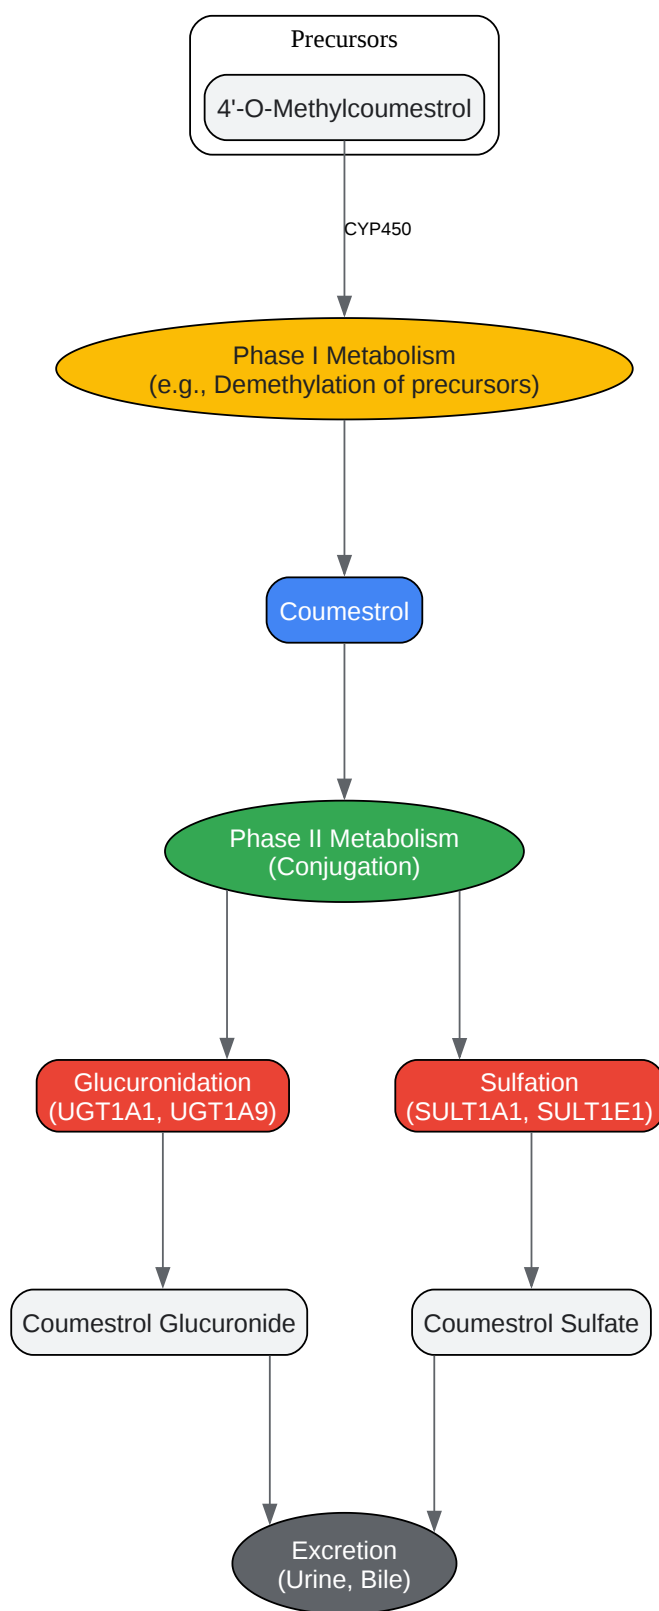 Precursors
4'-O-Methylcoumestrol
CYP450
Phase I Metabolism
(e.g., Demethylation of precursors)
Coumestrol
Phase II Metabolism
(Conjugation)
Glucuronidation
(UGT1A1, UGT1A9)
Sulfation
(SULT1A1, SULT1E1)
Coumestrol Glucuronide
Coumestrol Sulfate
Excretion
(Urine, Bile)